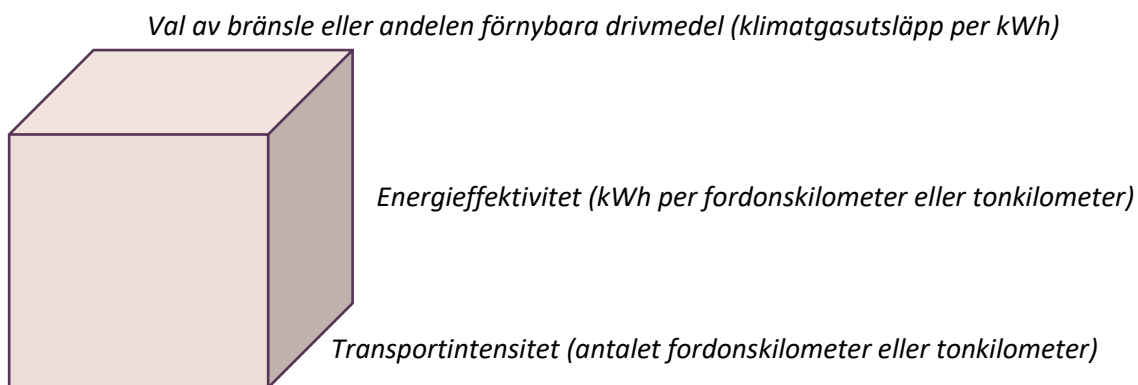 Val av bränsle eller andelen förnybara drivmedel (klimatgasutsläpp per kWh)
Energieffektivitet (kWh per fordonskilometer eller tonkilometer)
Transportintensitet (antalet fordonskilometer eller tonkilometer)